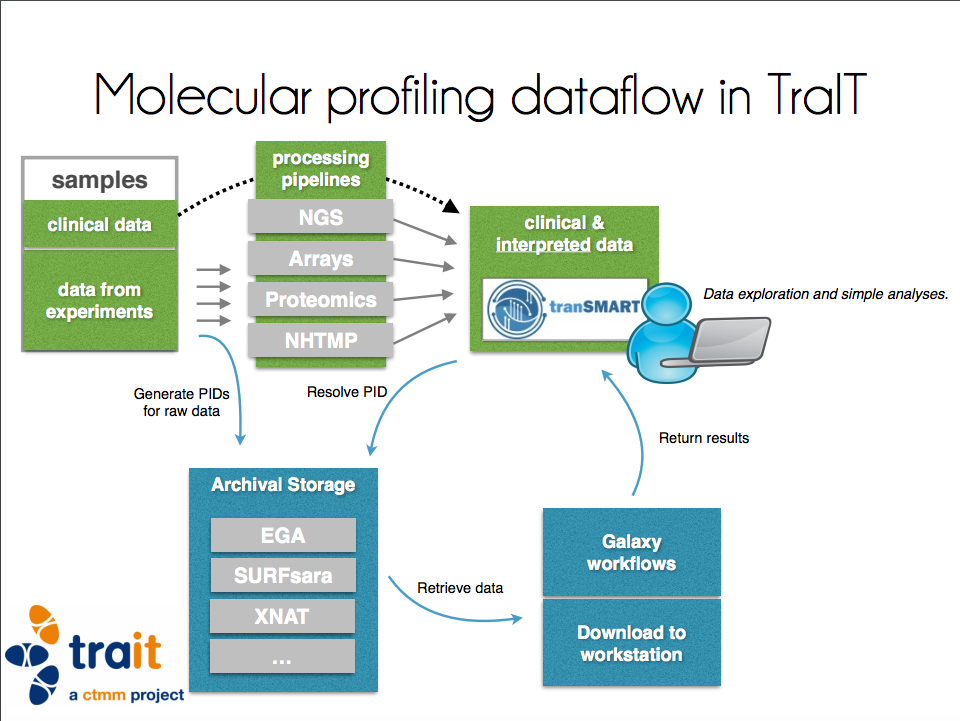 Molecular profiling dataflow in TraIT
samples
clinical data
data from
experiments
processing
pipelines
NGS
Arrays
Proteomics
NHTMP
clinical &
interpreted data
tranSMART
Data exploration and simple analyses.
Generate PIDs
for raw data
Resolve PID
Return results
Archival Storage
EGA
SURFsara
XNAT
...
Retrieve data
Galaxy
workflows
Download to
workstation
trait
a ctmm project